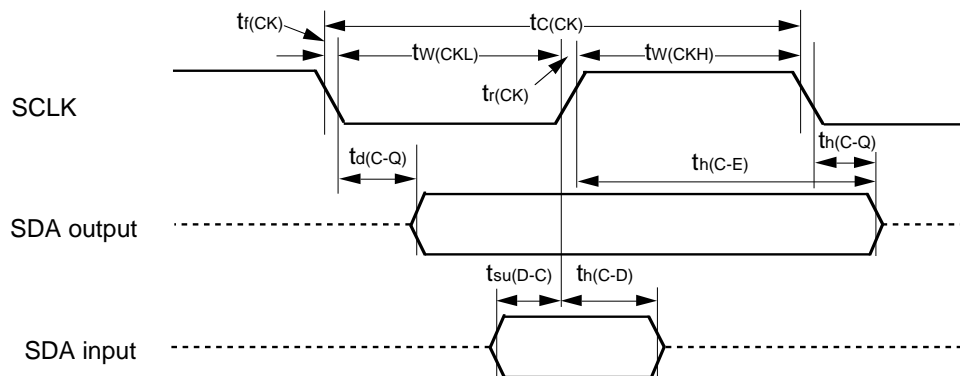 tf(CK)
tC(CK)
tW(CKL)
tW(CKH)
tr(CK)
SCLK
th(C-Q)
td(C-Q)
th(C-E)
SDA output
tsu(D-C)
th(C-D)
SDA input